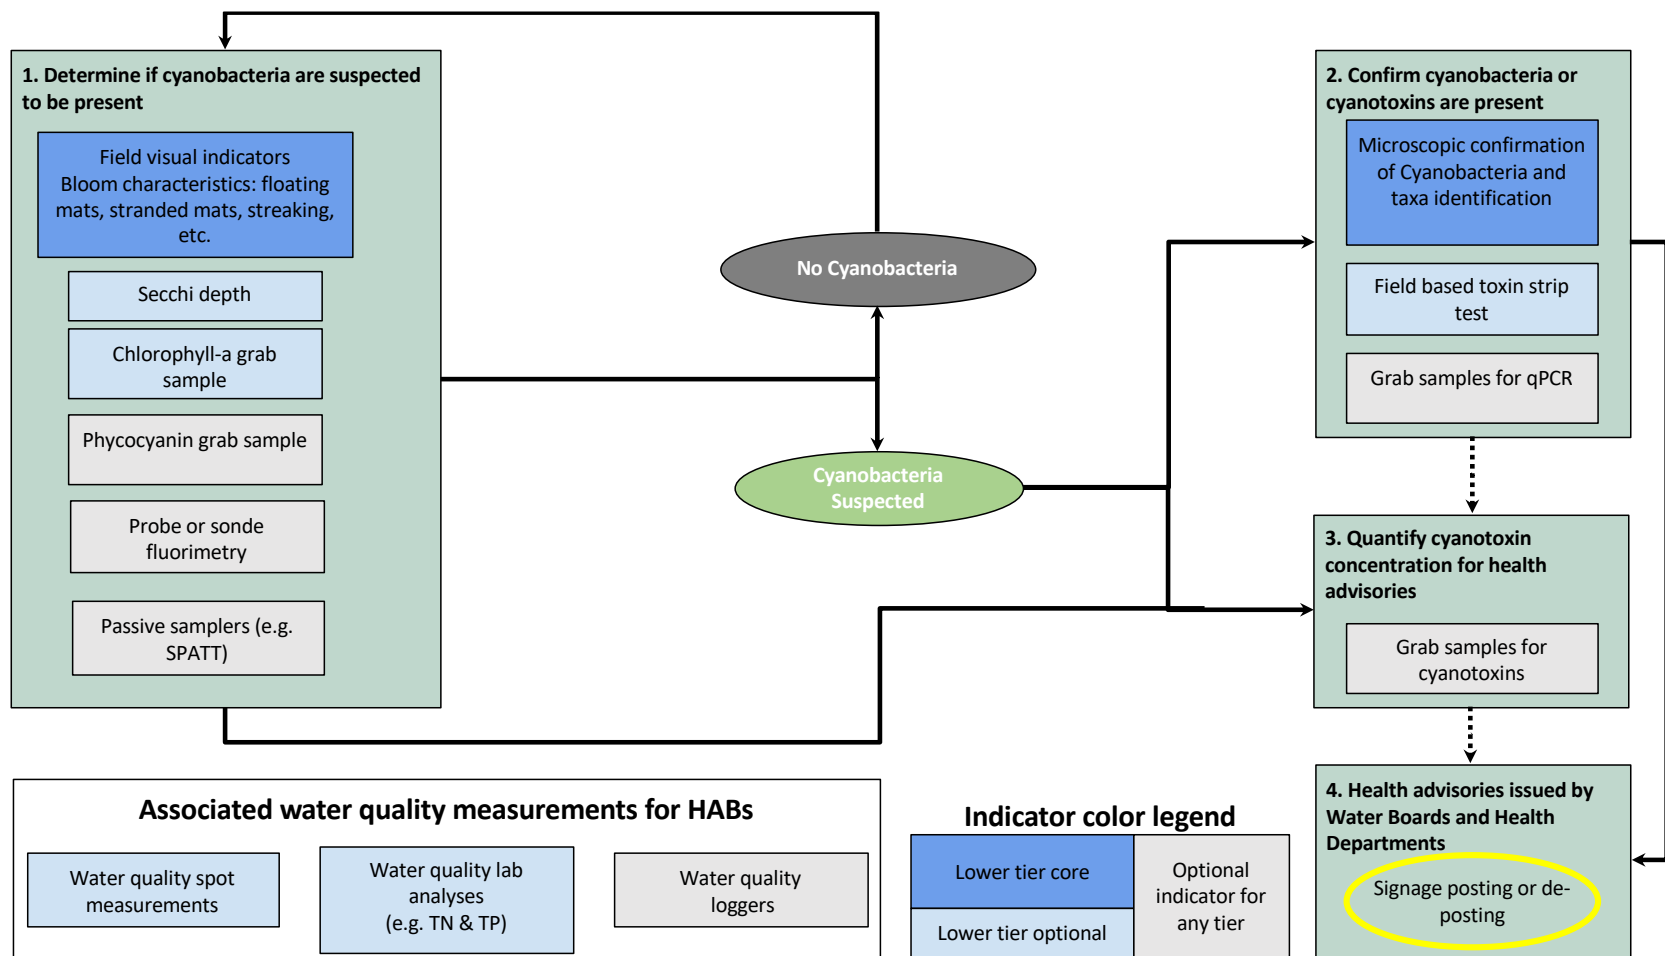 1. Determine if cyanobacteria are suspected
to be present
Field visual indicators
Bloom characteristics: floating
mats, stranded mats, streaking,
etc.
Secchi depth
Chlorophyll-a grab
sample
Phycocyanin grab sample
Probe or sonde
fluorimetry
Passive samplers (e.g.
SPATT)
No Cyanobacteria
Cyanobacteria
Suspected
2. Confirm cyanobacteria or
cyanotoxins are present
Microscopic confirmation
of Cyanobacteria and
taxa identification
Field based toxin strip
test
Grab samples for qPCR
3. Quantify cyanotoxin
concentration for health
advisories
Grab samples for
cyanotoxins
4. Health advisories issued by
Water Boards and Health
Departments
Signage posting or de-
posting
Associated water quality measurements for HABs
Water quality spot
measurements
Water quality lab
analyses
(e.g. TN & TP)
Water quality
loggers
Indicator color legend
Lower tier core
Lower tier optional
Optional
indicator for
any tier